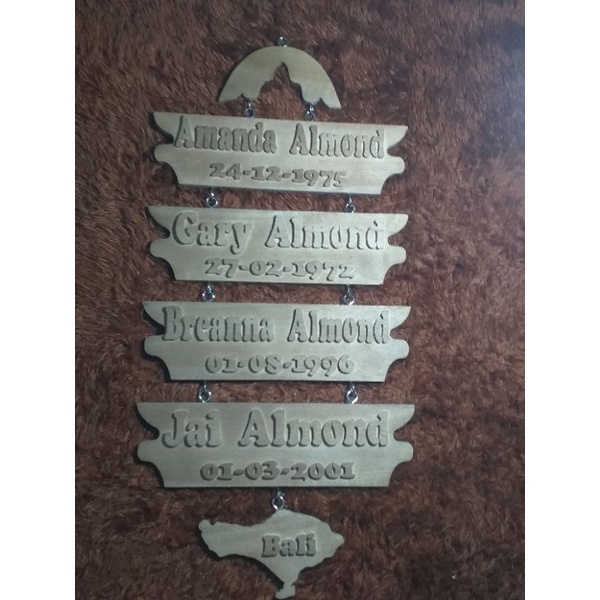 Amanda Almond
24-12-1975
Gary Almond
27-02-1972
Breanna Almond
01-08-1996
Jai Almond
01-03-2001
Bali